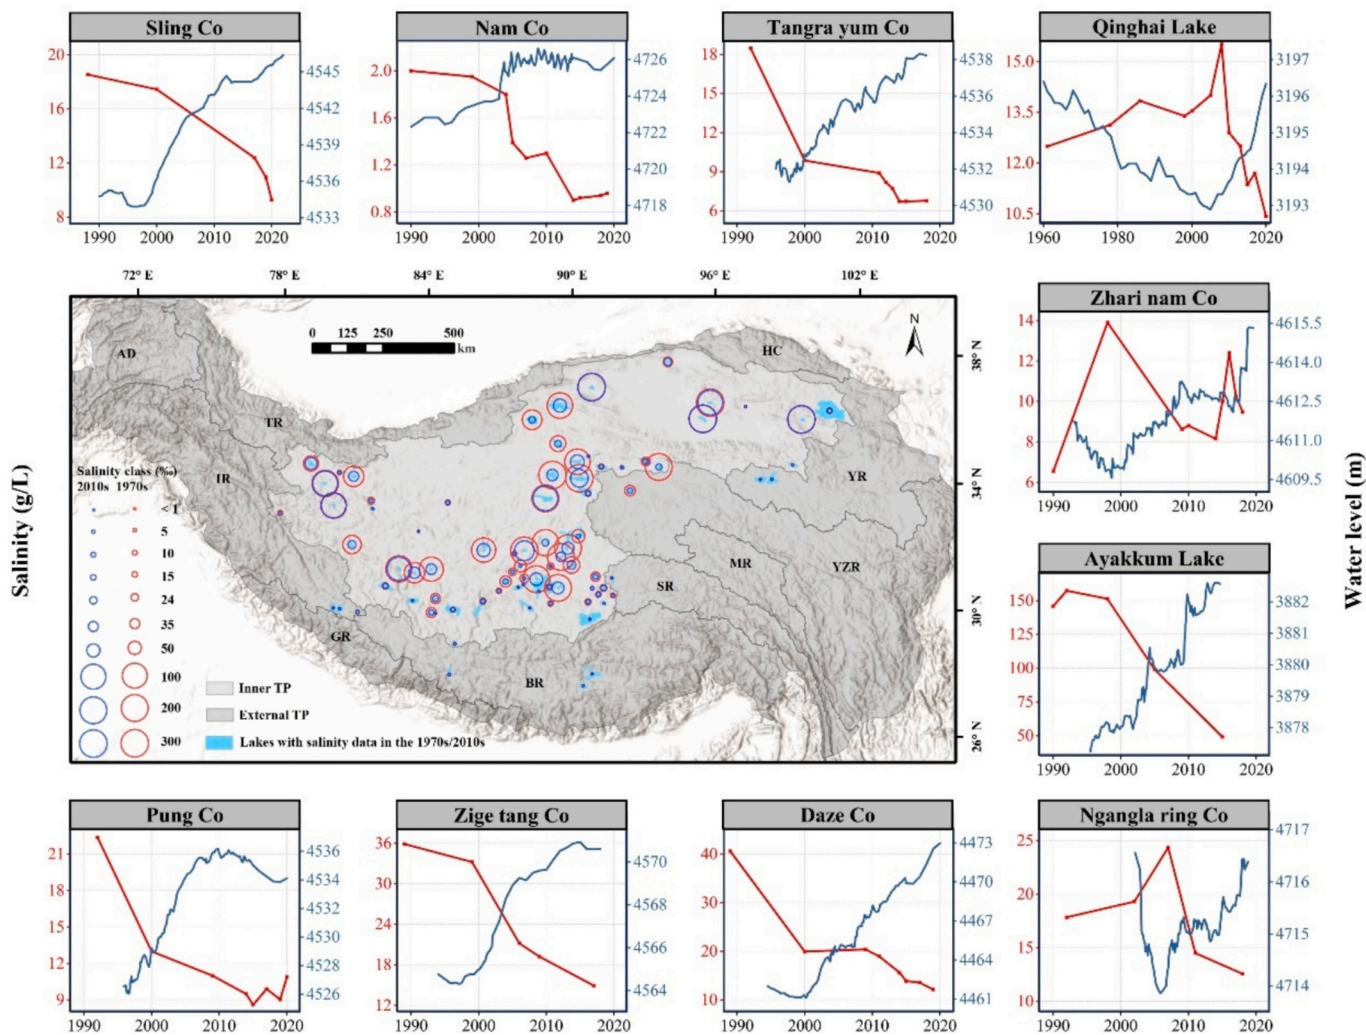 Sling Co
20
16
12
8
4545
4542
4539
4536
4533
1990 2000 2010 2020
Nam Co
2.0
1.6
1.2
0.8
4726
4724
4722
4720
4718
1990 2000 2010 2020
Tangra yum Co
18
15
12
9
6
4538
4536
4534
4532
4530
1990 2000 2010 2020
Qinghai Lake
15.0
13.5
12.0
10.5
3197
3196
3195
3194
3193
1960 1980 2000 2020
Salinity (g/L)
72° E 78° E 84° E 90° E 96° E 102° E
0 125 250 500
km
N
AD
TR
IR
GR
BR
SR
MR
YZR
YR
HC
38° N
34° N
30° N
26° N
Salinity class (‰)
2010s 1970s
< 1
5
10
15
24
35
50
100
200
300
Inner TP
External TP
Lakes with salinity data in the 1970s/2010s
Zhari nam Co
14
12
10
8
6
4615.5
4614.0
4612.5
4611.0
4609.5
1990 2000 2010 2020
Water level (m)
Ayakkum Lake
150
125
100
75
50
3882
3881
3880
3879
3878
1990 2000 2010 2020
Pung Co
21
18
15
12
9
4536
4534
4532
4530
4528
4526
1990 2000 2010 2020
Zige tang Co
36
30
24
18
12
4570
4568
4566
4564
1990 2000 2010 2020
Daze Co
40
30
20
10
4473
4470
4467
4464
4461
1990 2000 2010 2020
Ngangla ring Co
25
20
15
10
4717
4716
4715
4714
1990 2000 2010 2020